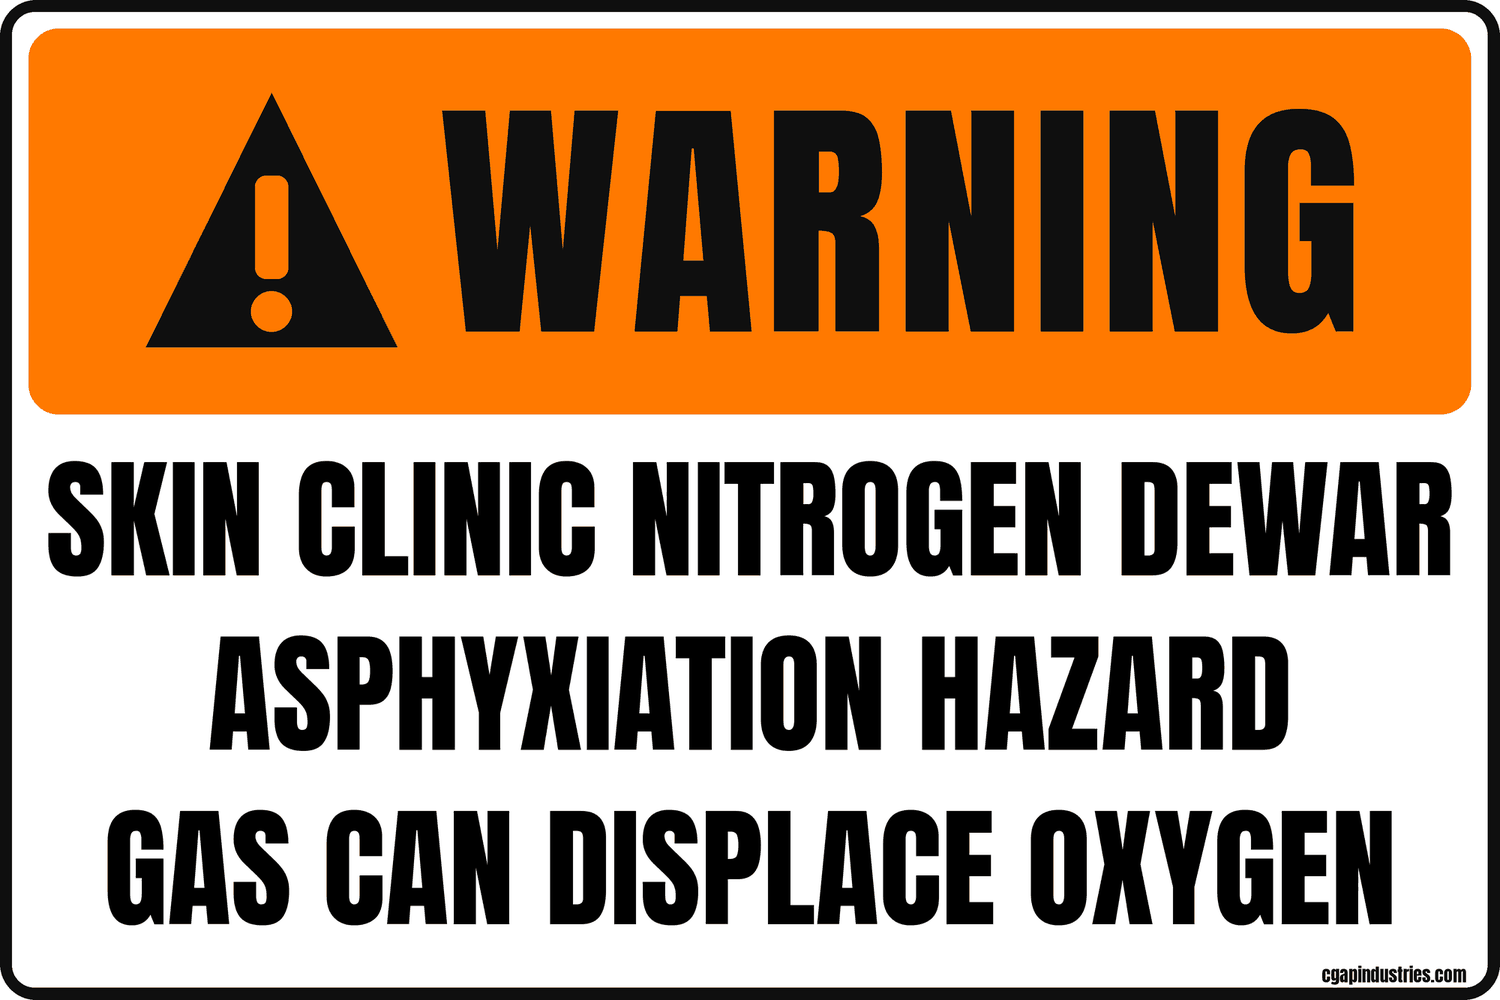 WARNING
SKIN CLINIC NITROGEN DEWAR
ASPHYXIATION HAZARD
GAS CAN DISPLACE OXYGEN
cgapindustries.com